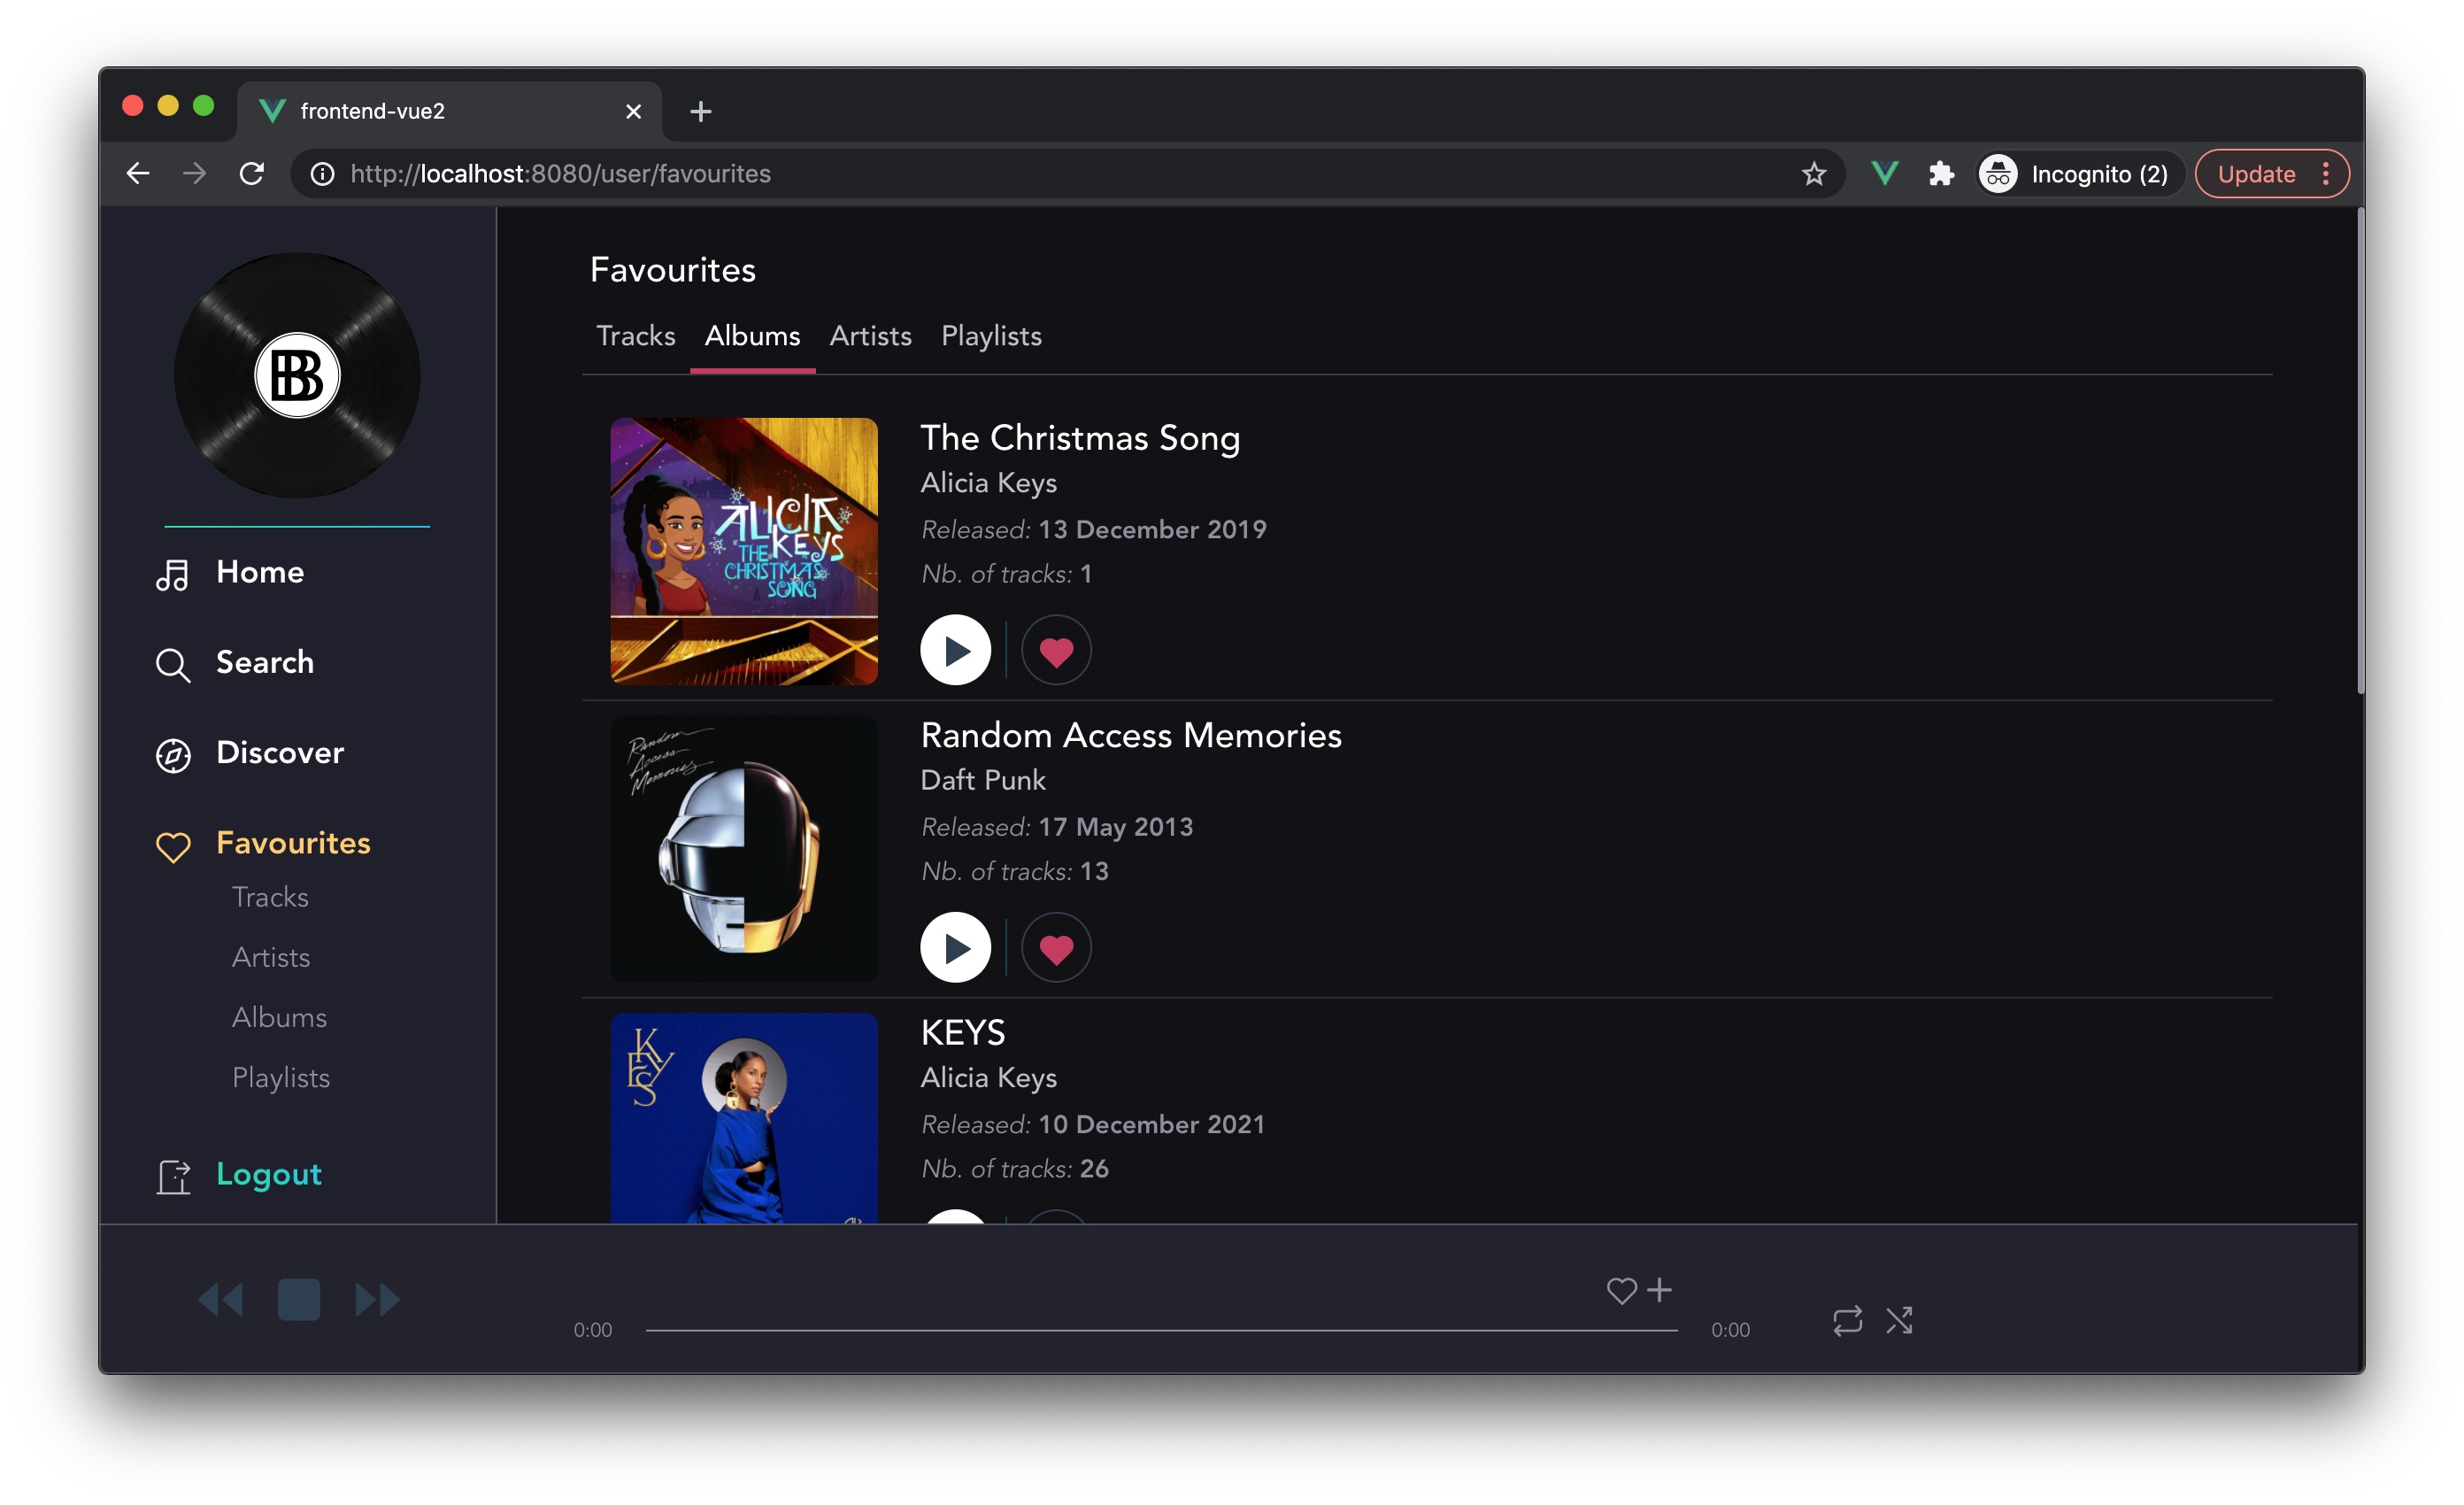 frontend-vue2
http://localhost:8080/user/favourites
Incognito (2)
Update
BB
Home
Search
Discover
Favourites
Tracks
Artists
Albums
Playlists
Logout
Favourites
Tracks Albums Artists Playlists
ALICIA
KEYS
THE
CHRISTMAS
SONG
The Christmas Song
Alicia Keys
Released: 13 December 2019
Nb. of tracks: 1
Random
Access
Memories
Random Access Memories
Daft Punk
Released: 17 May 2013
Nb. of tracks: 13
KEYS
KEYS
Alicia Keys
Released: 10 December 2021
Nb. of tracks: 26
0:00
0:00